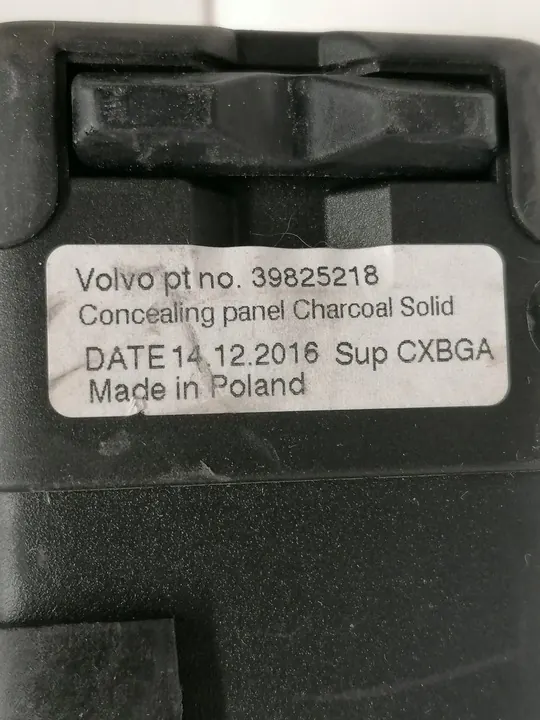 Volvo pt no. 39825218
Concealing panel Charcoal Solid
DATE 14.12.2016 Sup CXBGA
Made in Poland